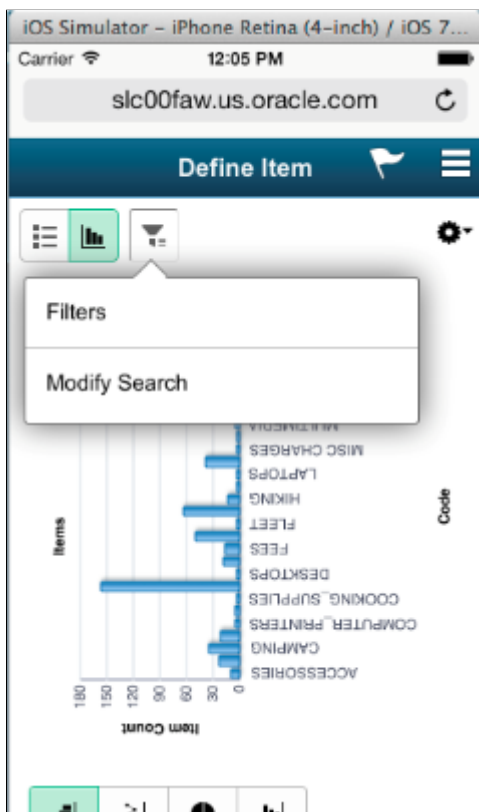 iOS Simulator – iPhone Retina (4-inch) / iOS 7...
Carrier 12:05 PM
slc00faw.us.oracle.com
Define Item
Filters
Modify Search
MULTIMEDIA
MISC CHARGES
LAPTOPS
HIKING
FLEET
FEES
DESKTOPS
COOKING_SUPPLIES
COMPUTER_PRINTERS
CAMPING
ACCESSORIES
Items
Code
180 150 120 90 60 30 0
Item Count